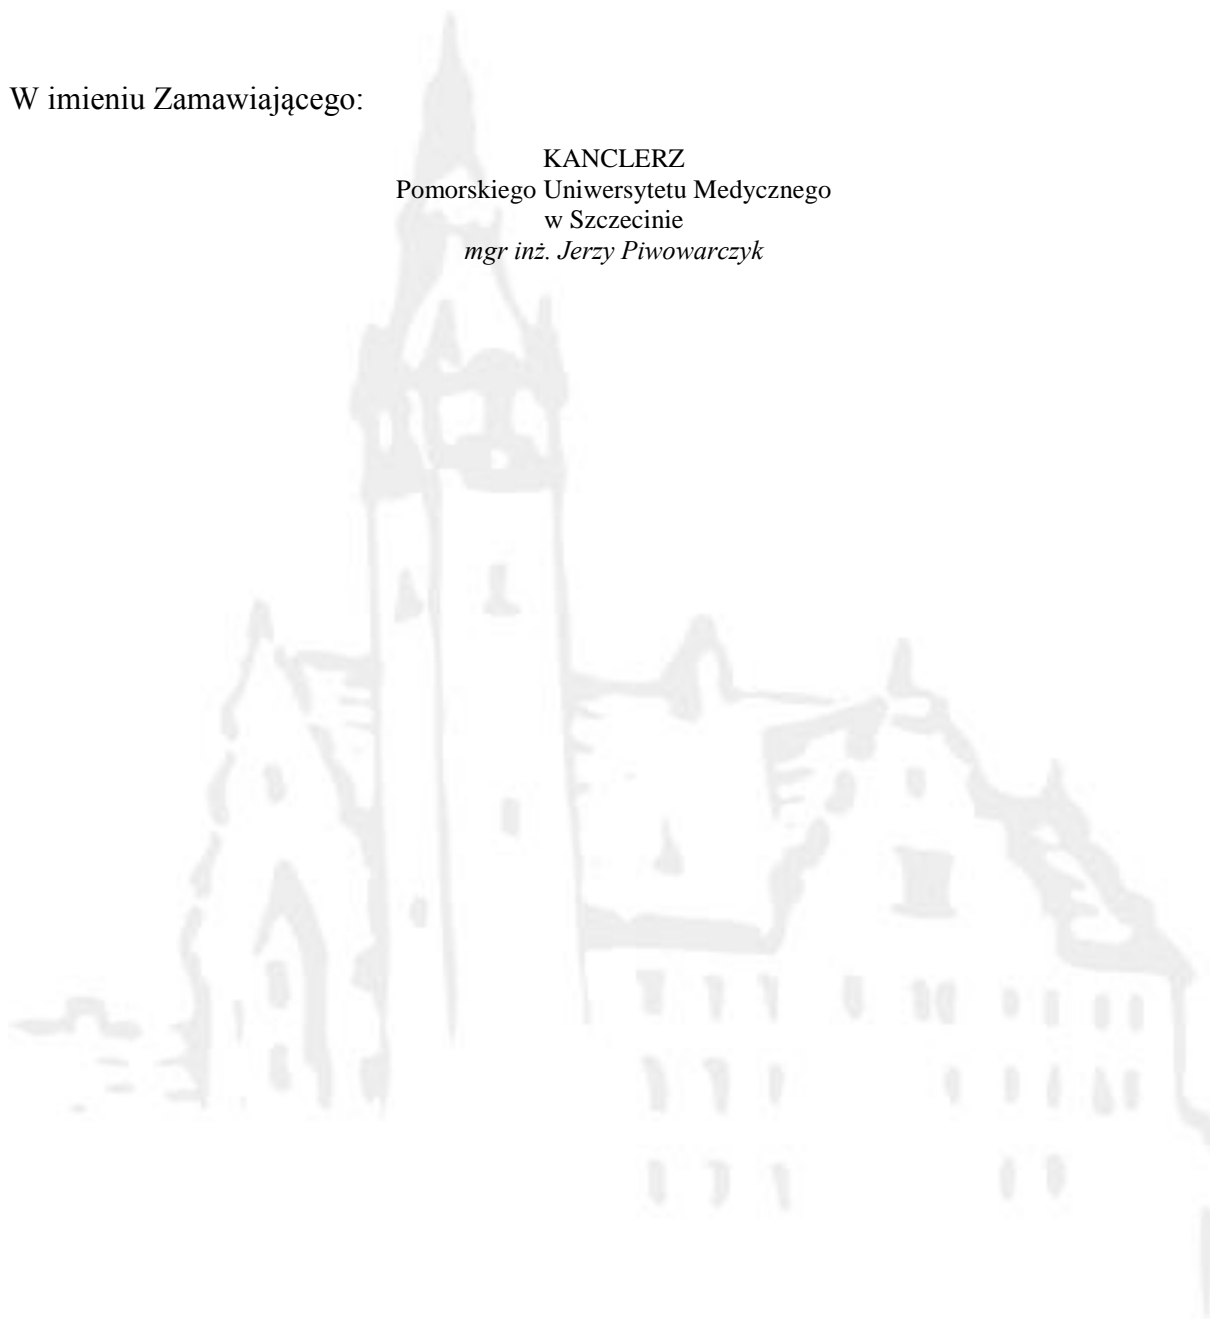 W imieniu Zamawiającego:
KANCLERZ
Pomorskiego Uniwersytetu Medycznego
w Szczecinie
mgr inż. Jerzy Piwowarczyk